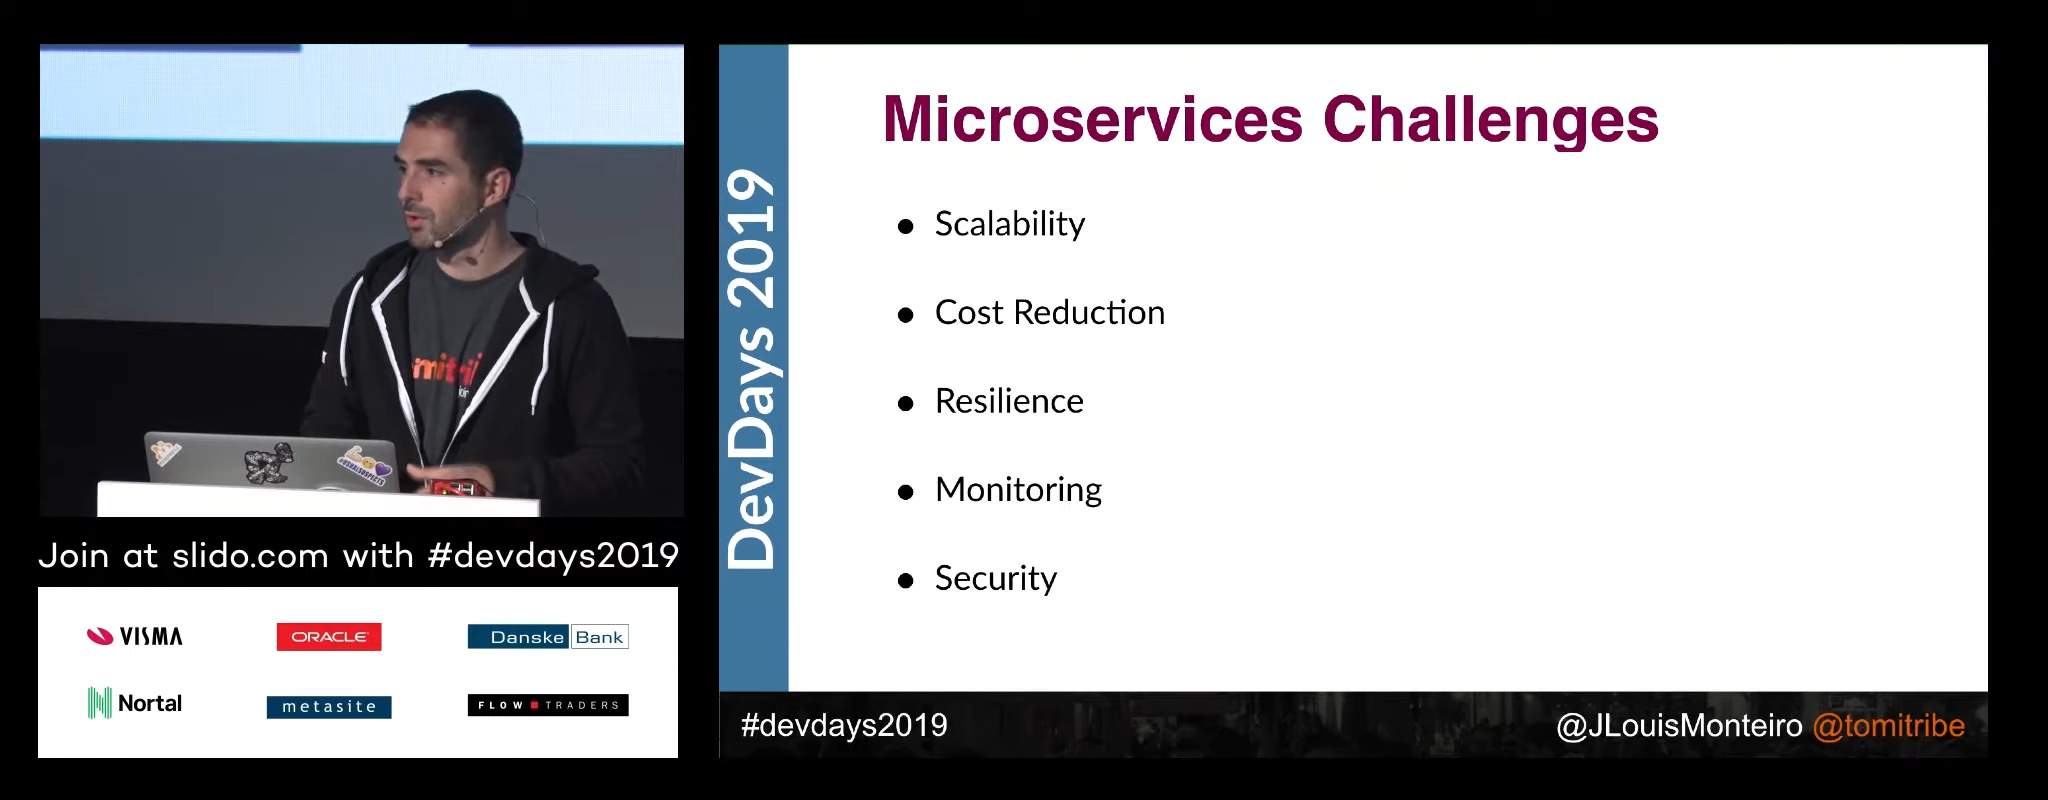 Microservices Challenges
Scalability
Cost Reduction
Resilience
Monitoring
Security
DevDays 2019
#devdays2019
@JLouisMonteiro @tomitribe
Join at slido.com with #devdays2019
VISMA
ORACLE
Danske Bank
Nortal
metasite
FLOW TRADERS
#USUALSUSPECTS